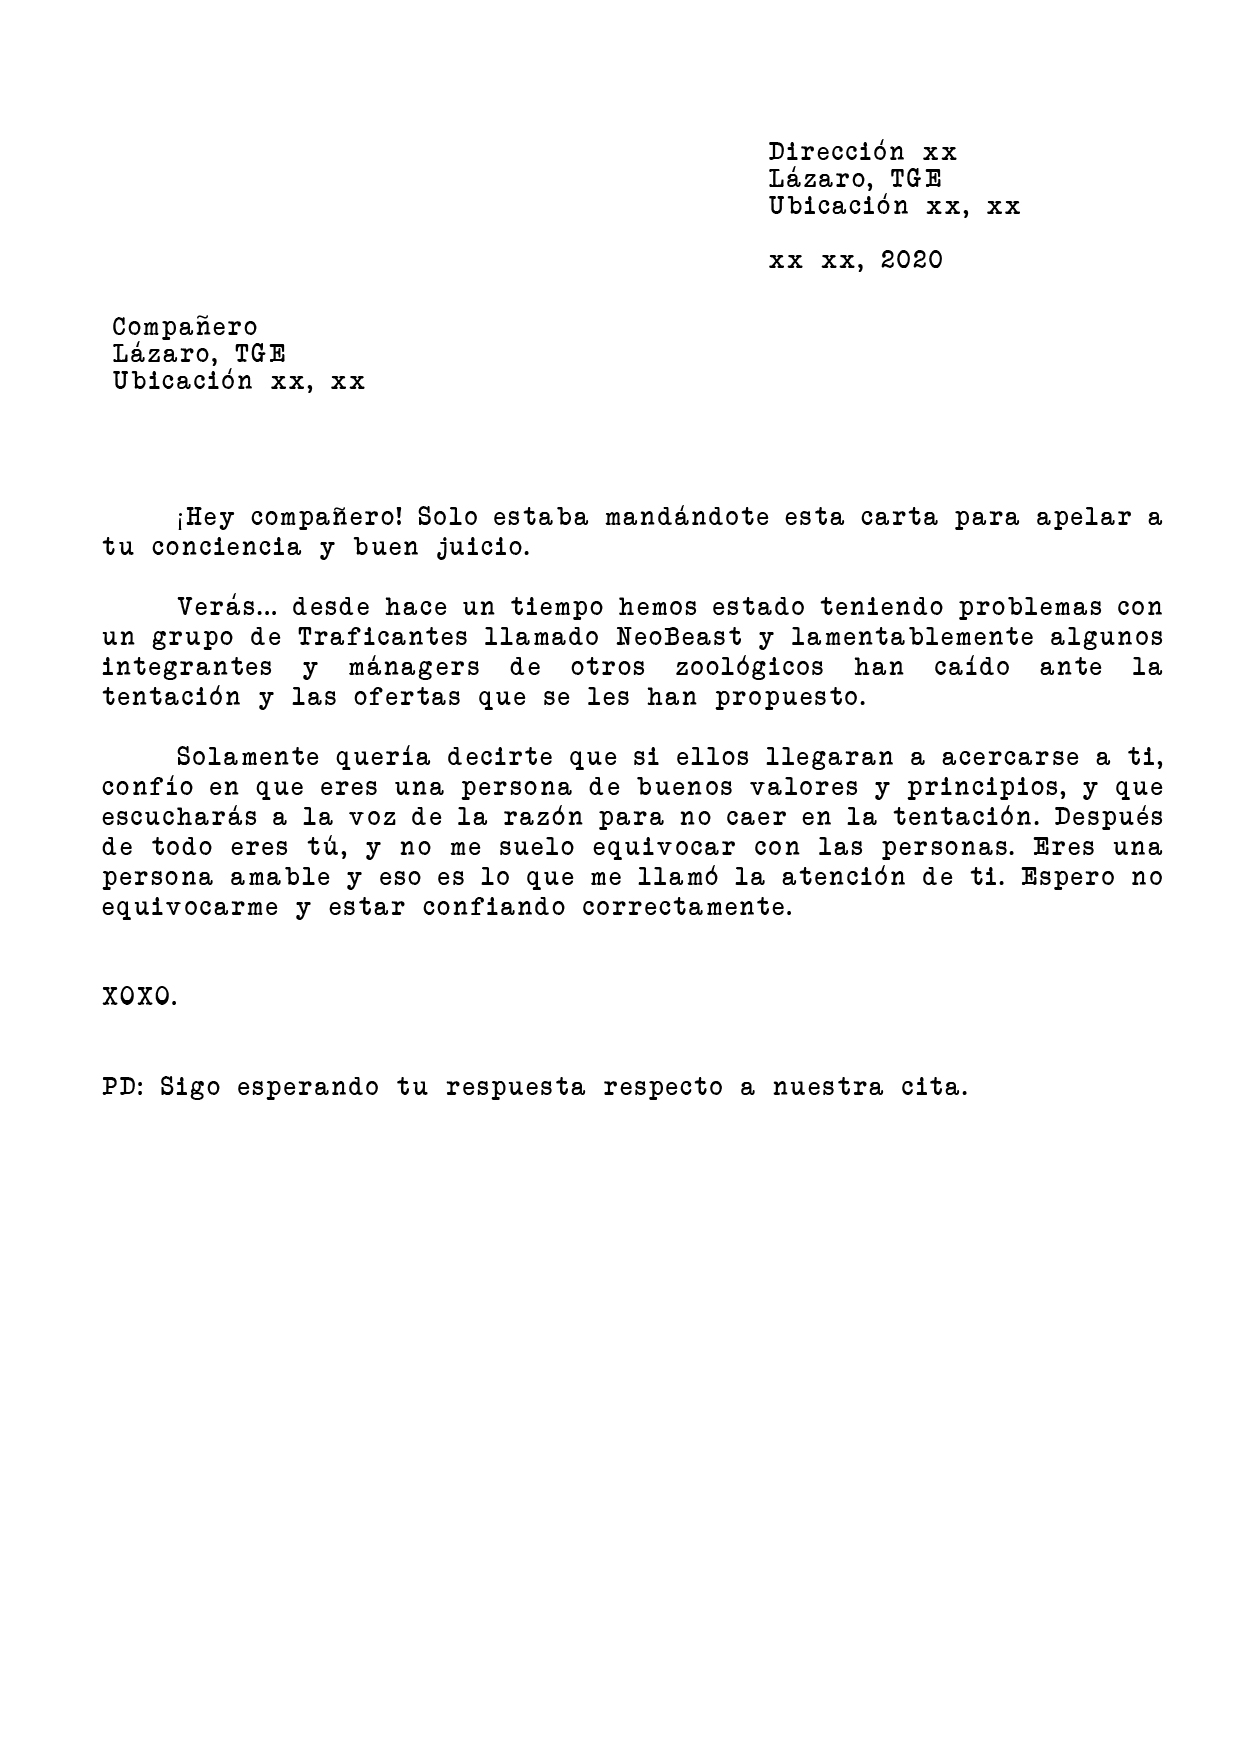 Dirección xx
Lázaro, TGE
Ubicación xx, xx
xx xx, 2020
Compañero
Lázaro, TGE
Ubicación xx, xx
¡Hey compañero! Solo estaba mandándote esta carta para apelar a
tu conciencia y buen juicio.
Verás... desde hace un tiempo hemos estado teniendo problemas con
un grupo de Traficantes llamado NeoBeast y lamentablemente algunos
integrantes y mánagers de otros zoológicos han caído ante la
tentación y las ofertas que se les han propuesto.
Solamente quería decirte que si ellos llegaran a acercarse a ti,
confío en que eres una persona de buenos valores y principios, y que
escucharás a la voz de la razón para no caer en la tentación. Después
de todo eres tú, y no me suelo equivocar con las personas. Eres una
persona amable y eso es lo que me llamó la atención de ti. Espero no
equivocarme y estar confiando correctamente.
XOXO.
PD: Sigo esperando tu respuesta respecto a nuestra cita.